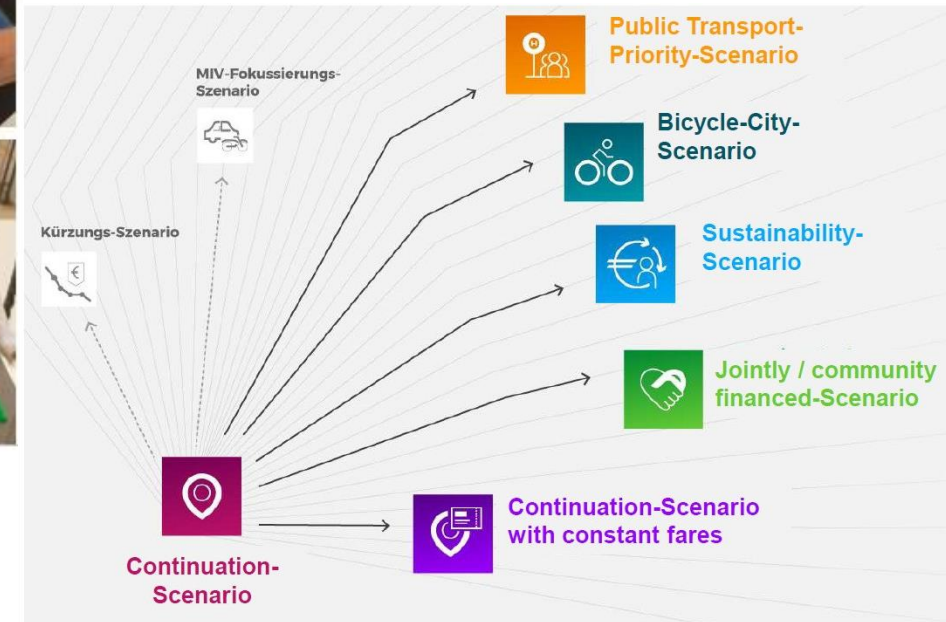 Public Transport-
Priority-Scenario
MIV-Fokussierungs-
Szenario
Bicycle-City-
Scenario
Kürzungs-Szenario
€
Sustainability-
Scenario
Jointly / community
financed-Scenario
Continuation-Scenario
with constant fares
Continuation-
Scenario